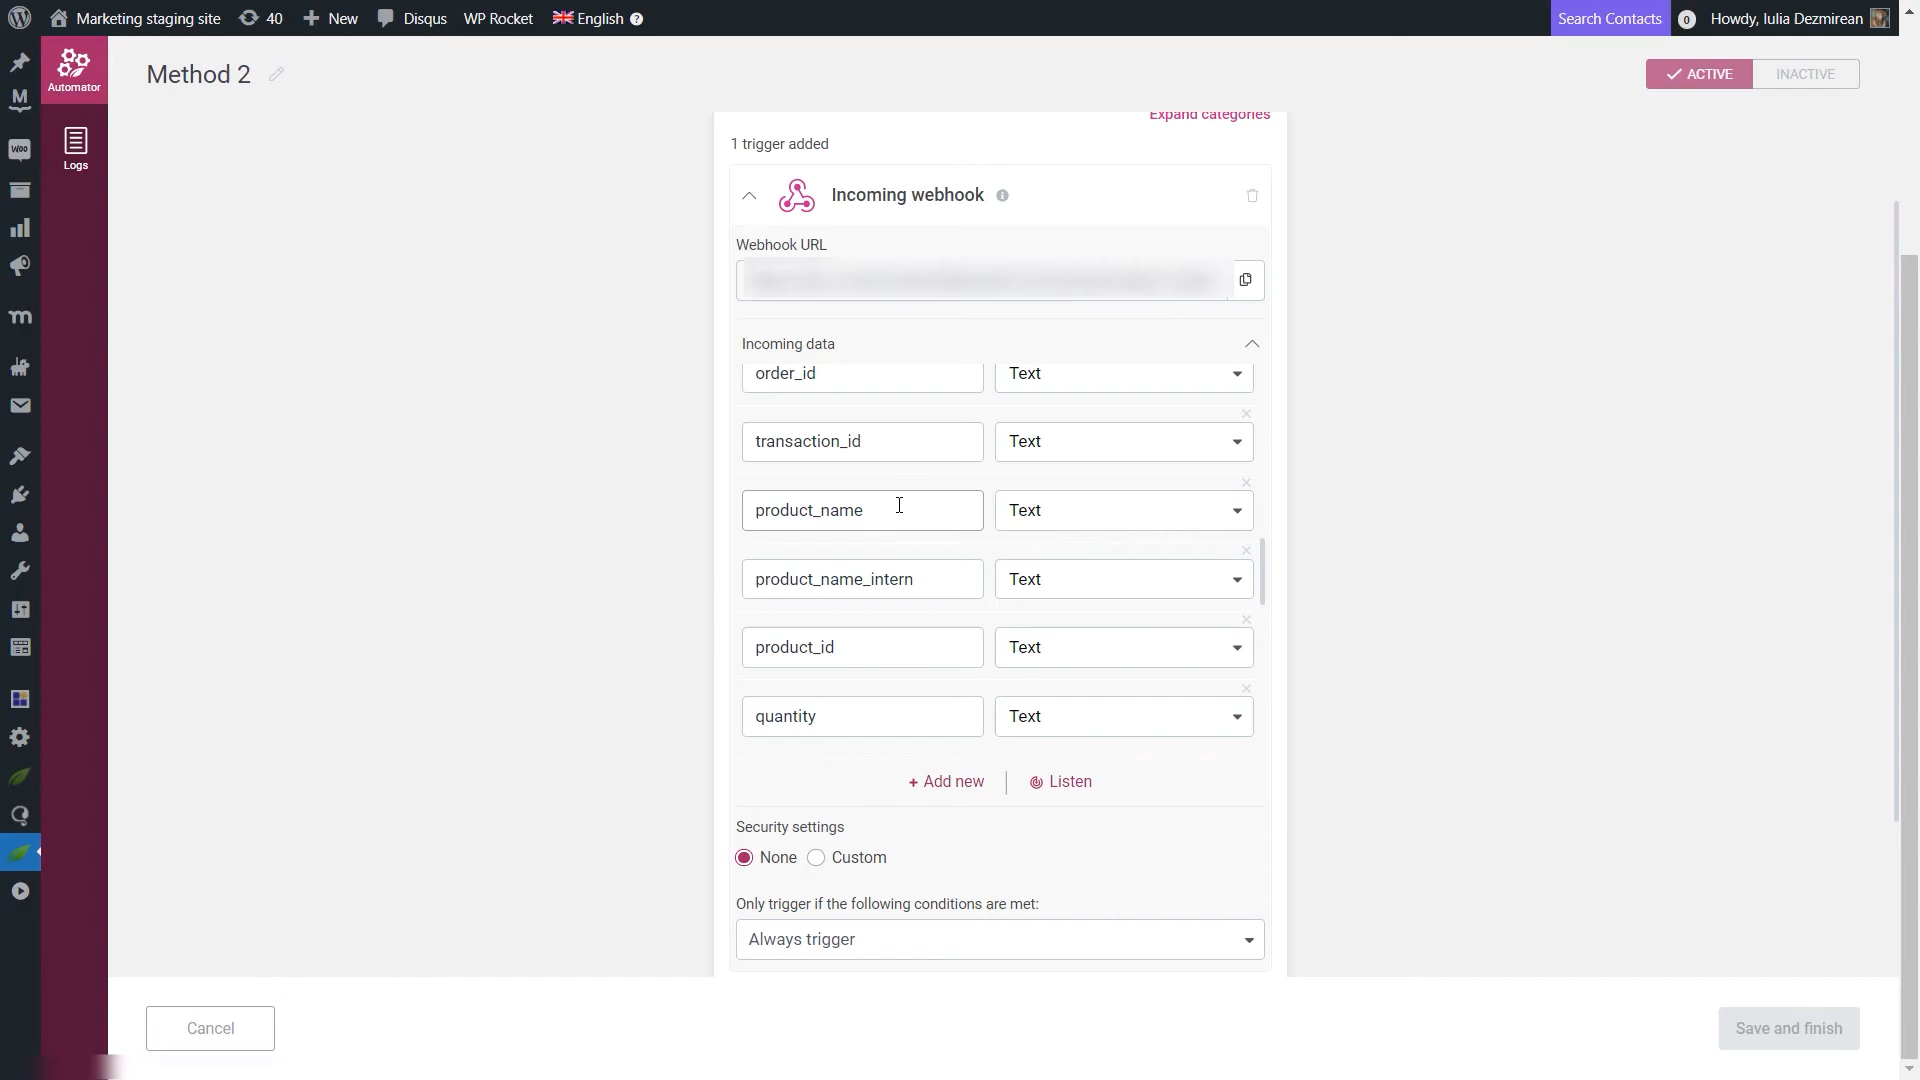 Marketing staging site
40
New
Disqus
WP Rocket
English
Search Contacts
0
Howdy, Iulia Dezmirean
Automator
Logs
Method 2
ACTIVE
INACTIVE
Expand categories
1 trigger added
Incoming webhook
Webhook URL
Incoming data
order_id
Text
transaction_id
Text
product_name
Text
product_name_intern
Text
product_id
Text
quantity
Text
+ Add new
Listen
Security settings
None
Custom
Only trigger if the following conditions are met:
Always trigger
Cancel
Save and finish